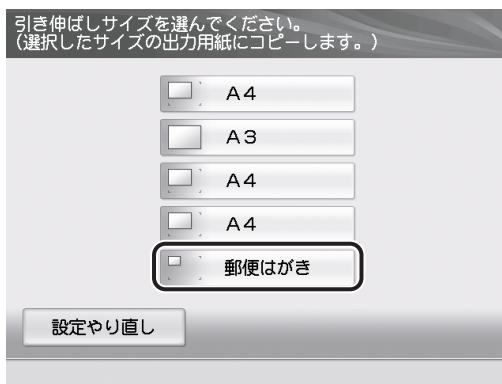 引き伸ばしサイズを選んでください。
(選択したサイズの出力用紙にコピーします。)
A4
A3
A4
A4
郵便はがき
設定やり直し